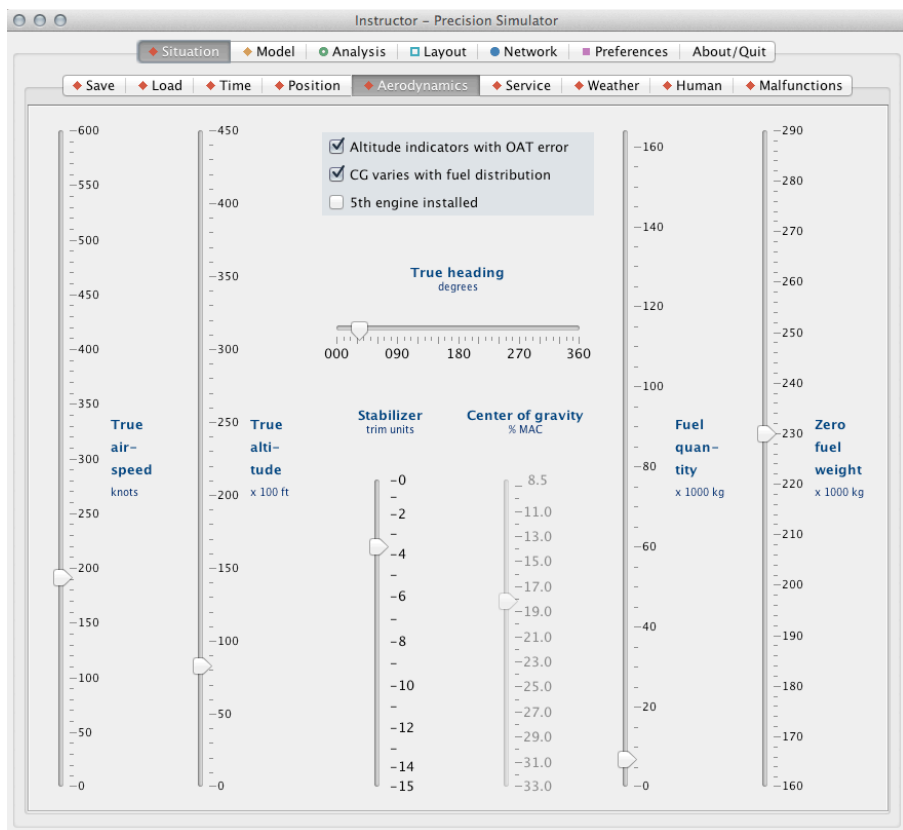 Instructor – Precision Simulator
Situation Model Analysis Layout Network Preferences About/Quit
Save Load Time Position Aerodynamics Service Weather Human Malfunctions
600
550
500
450
400
350
300
250
200
150
100
50
0
True
air-
speed
knots
450
400
350
300
250
200
150
100
50
0
True
alti-
tude
x 100 ft
Altitude indicators with OAT error
CG varies with fuel distribution
5th engine installed
True heading
degrees
000 090 180 270 360
Stabilizer
trim units
0
2
4
6
8
10
12
14
15
Center of gravity
% MAC
8.5
11.0
13.0
15.0
17.0
19.0
21.0
23.0
25.0
27.0
29.0
31.0
33.0
160
140
120
100
80
60
40
20
0
Fuel
quan-
tity
x 1000 kg
290
280
270
260
250
240
230
220
210
200
190
180
170
160
Zero
fuel
weight
x 1000 kg